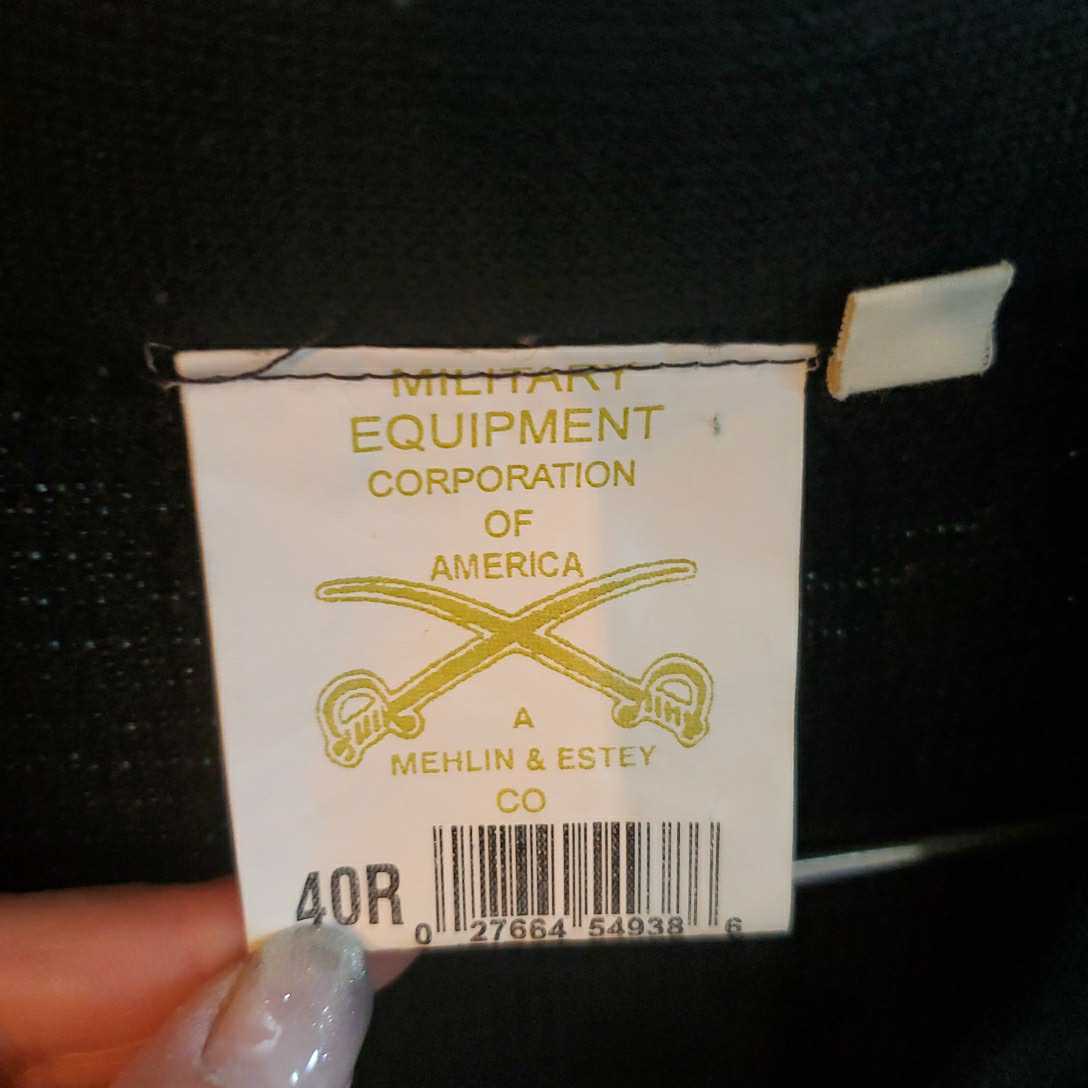 MILITARY
EQUIPMENT
CORPORATION
OF
AMERICA
A
MEHLIN & ESTEY
CO
40R
0 27664 54938 6